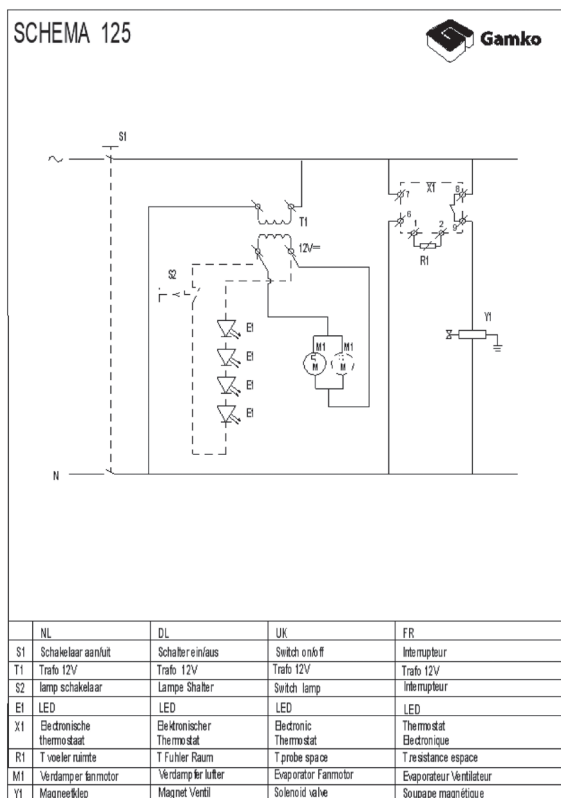 SCHEMA 125
Gamko
S1
~
7
X1
8
T1
6
1
2
9
12V=
R1
S2
Y1
E1
M1
M1
E1
M
M
E1
E1
N
NL DL UK FR
S1 Schakelaar aan/uit Schalter ein/aus Switch on/off Interrupteur
T1 Trafo 12V Trafo 12V Trafo 12V Trafo 12V
S2 lamp schakelaar Lampe Shalter Switch lamp Interrupteur
E1 LED LED LED LED
X1 Electronische Elektronischer Electronic Thermostat
thermostaat Thermostat Thermostat Electronique
R1 T voeler ruimte T Fuhler Raum T probe space T resistance espace
M1 Verdamper fanmotor Verdampfer lufter Evaporator Fanmotor Evaporateur Ventilateur
Y1 Magneetklep Magnet Ventil Solenoid valve Soupape magnétique